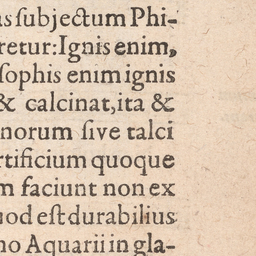 as ſubjectum Phi-
retur: Ignis enim,
ſophis enim ignis
& calcinat, ita &
norum ſive talci
rtificium quoque
m faciunt non ex
uod eſt durabilius
no Aquarii in gla-